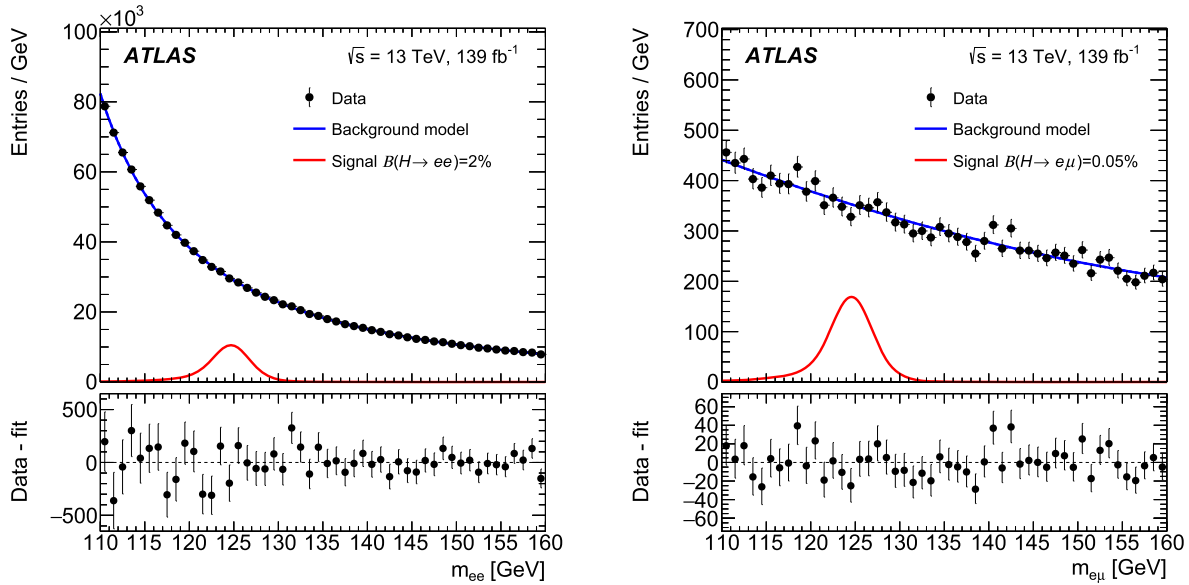 ×10³
Entries / GeV
100
80
60
40
20
0
ATLAS
√s = 13 TeV, 139 fb⁻¹
Data
Background model
Signal B(H→ ee)=2%
Data - fit
500
0
−500
110 115 120 125 130 135 140 145 150 155 160
m_ee [GeV]
Entries / GeV
700
600
500
400
300
200
100
0
ATLAS
√s = 13 TeV, 139 fb⁻¹
Data
Background model
Signal B(H→ eμ)=0.05%
Data - fit
60
40
20
0
−20
−40
−60
110 115 120 125 130 135 140 145 150 155 160
m_eμ [GeV]